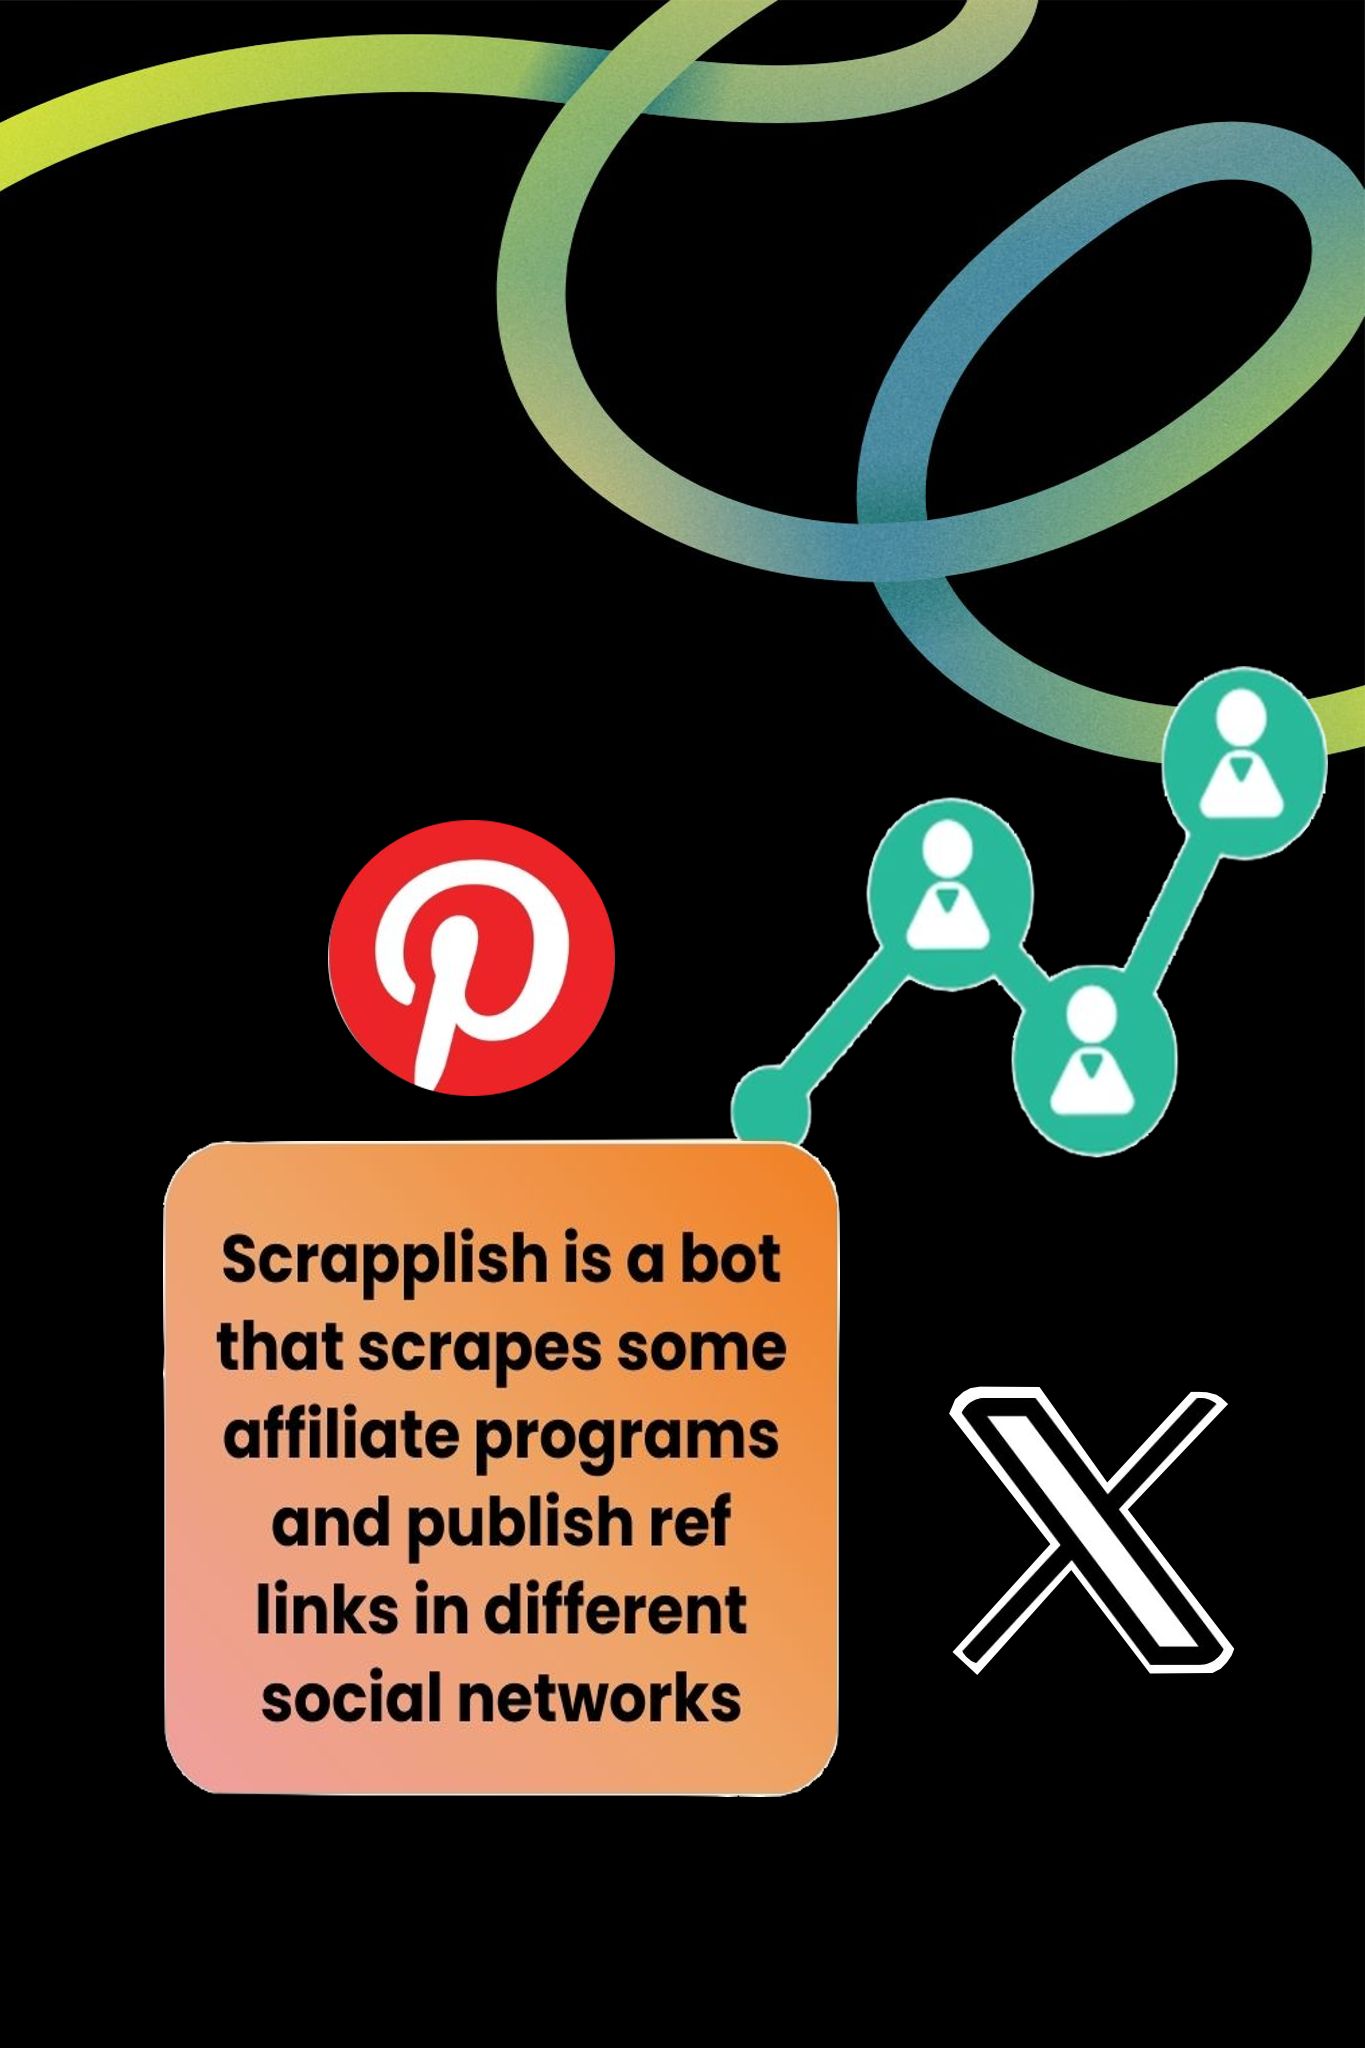 Scrapplish is a bot
that scrapes some
affiliate programs
and publish ref
links in different
social networks